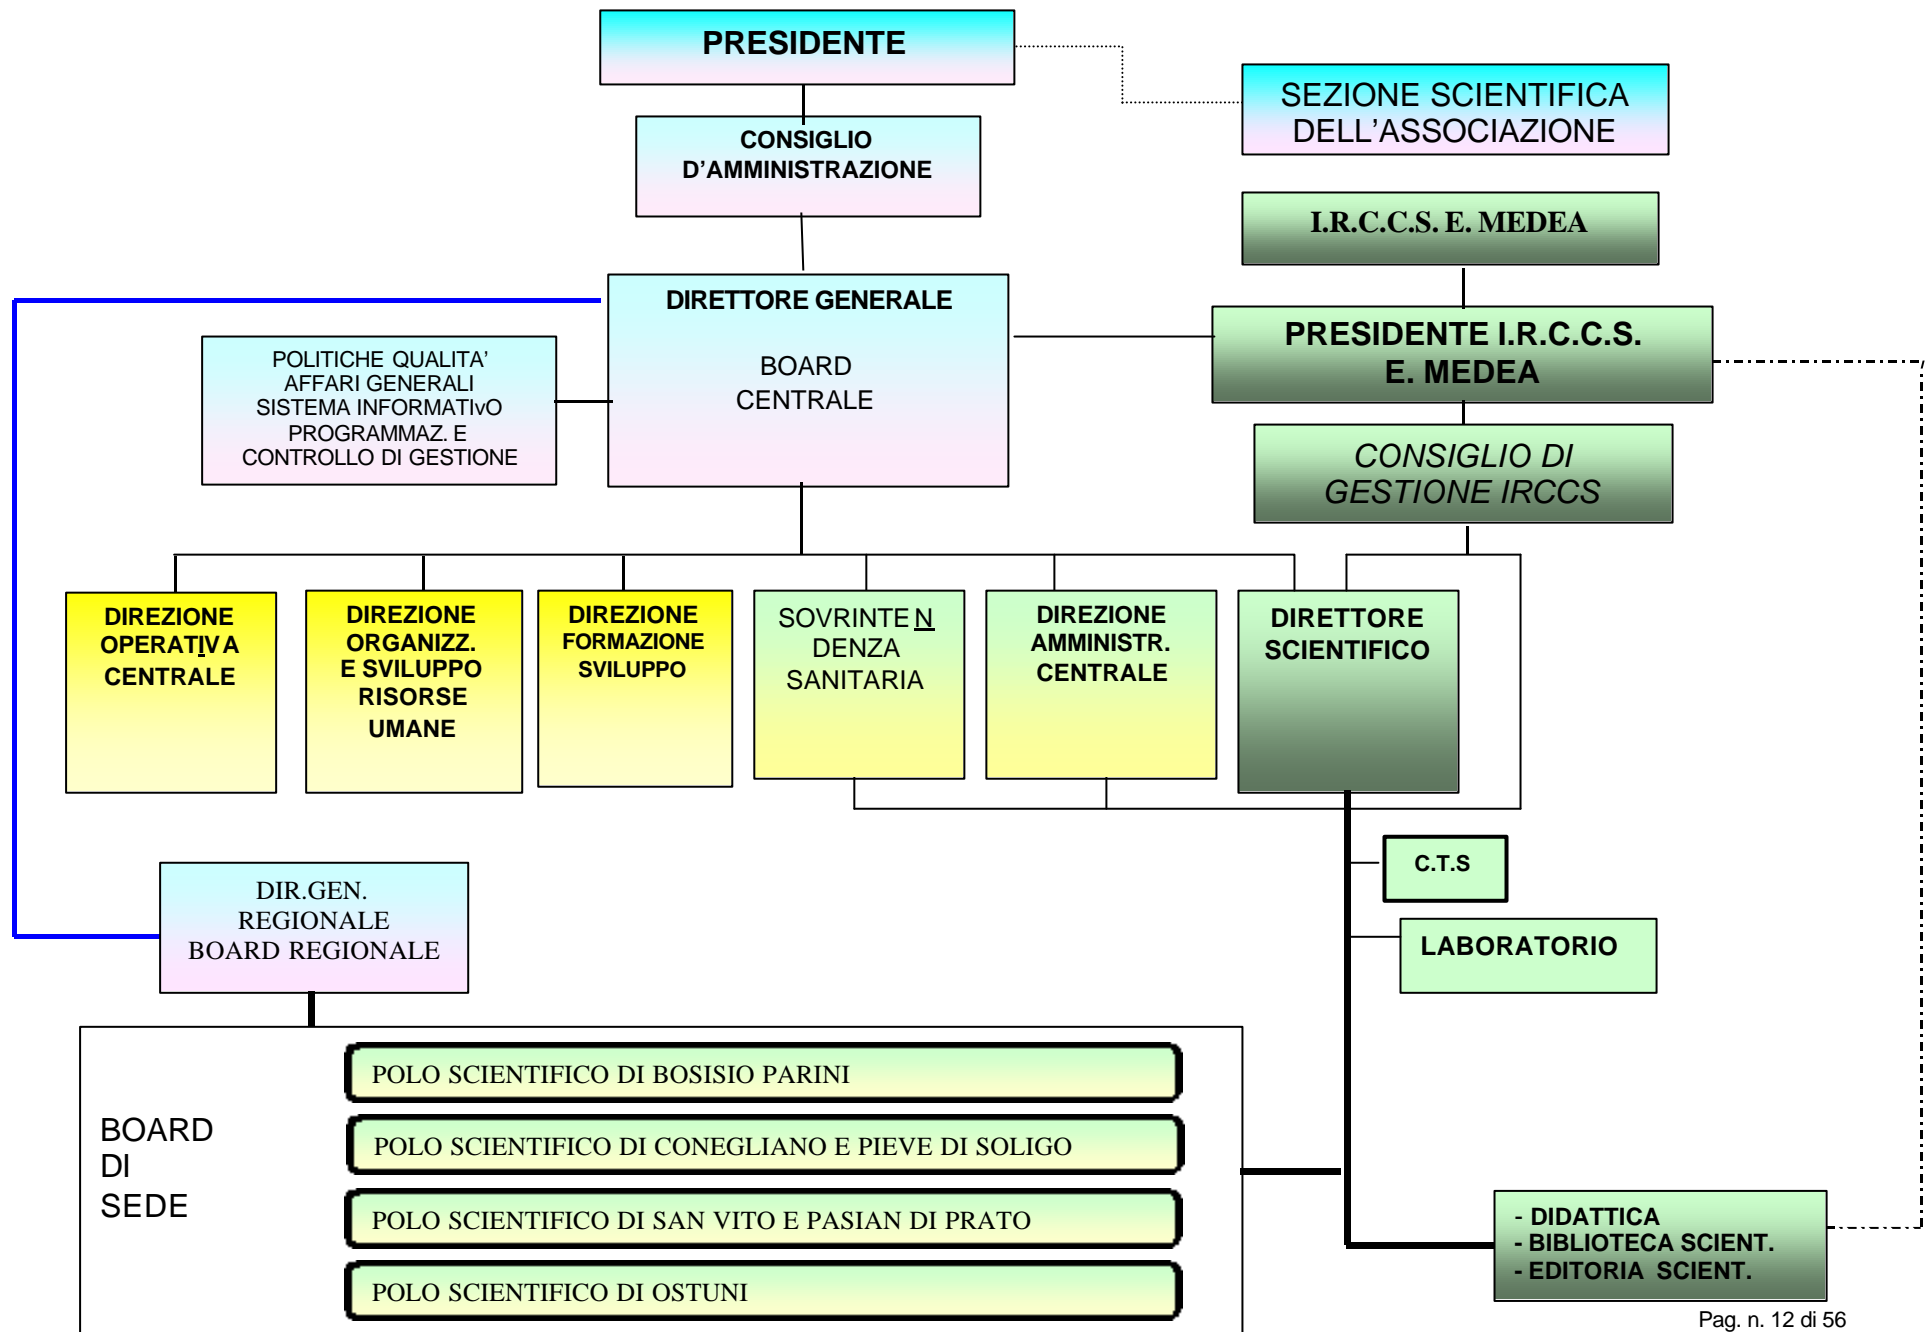 PRESIDENTE
SEZIONE SCIENTIFICA
DELL'ASSOCIAZIONE
CONSIGLIO
D'AMMINISTRAZIONE
I.R.C.C.S. E. MEDEA
DIRETTORE GENERALE
BOARD
CENTRALE
PRESIDENTE I.R.C.C.S.
E. MEDEA
POLITICHE QUALITA'
AFFARI GENERALI
SISTEMA INFORMATIvO
PROGRAMMAZ. E
CONTROLLO DI GESTIONE
CONSIGLIO DI
GESTIONE IRCCS
DIREZIONE
OPERATIVA
CENTRALE
DIREZIONE
ORGANIZZ.
E SVILUPPO
RISORSE
UMANE
DIREZIONE
FORMAZIONE
SVILUPPO
SOVRINTEN
DENZA
SANITARIA
DIREZIONE
AMMINISTR.
CENTRALE
DIRETTORE
SCIENTIFICO
C.T.S
LABORATORIO
DIR.GEN.
REGIONALE
BOARD REGIONALE
BOARD
DI
SEDE
POLO SCIENTIFICO DI BOSISIO PARINI
POLO SCIENTIFICO DI CONEGLIANO E PIEVE DI SOLIGO
POLO SCIENTIFICO DI SAN VITO E PASIAN DI PRATO
POLO SCIENTIFICO DI OSTUNI
- DIDATTICA
- BIBLIOTECA SCIENT.
- EDITORIA SCIENT.
Pag. n. 12 di 56